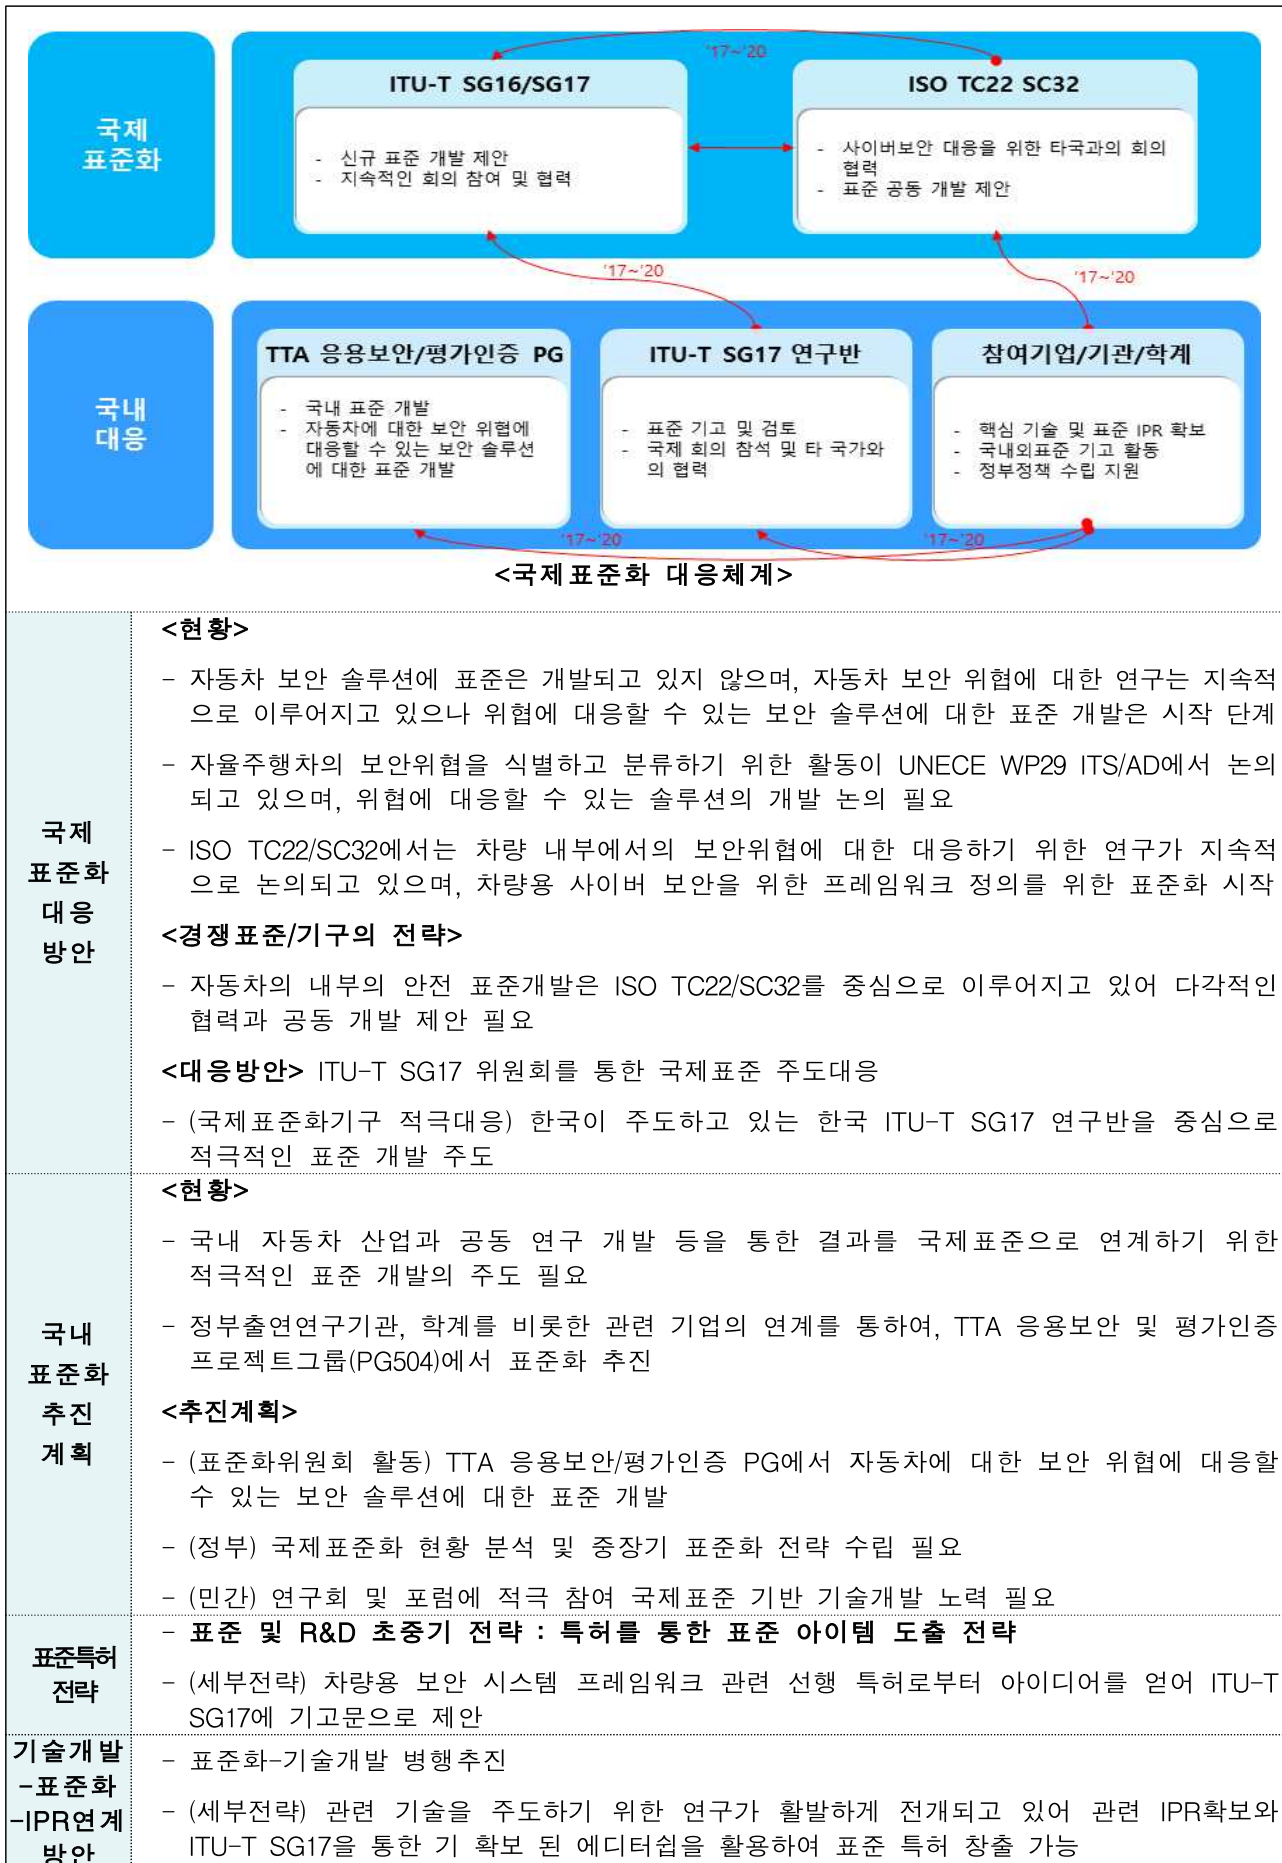 '17~'20
ITU-T SG16/SG17
ISO TC22 SC32
국제
표준화
- 신규 표준 개발 제안
- 지속적인 회의 참여 및 협력
- 사이버보안 대응을 위한 타국과의 회의
협력
- 표준 공동 개발 제안
'17~'20
'17~'20
국내
대응
TTA 응용보안/평가인증 PG
ITU-T SG17 연구반
참여기업/기관/학계
- 국내 표준 개발
- 자동차에 대한 보안 위협에
대응할 수 있는 보안 솔루션
에 대한 표준 개발
- 표준 기고 및 검토
- 국제 회의 참석 및 타 국가와
의 협력
- 핵심 기술 및 표준 IPR 확보
- 국내외표준 기고 활동
- 정부정책 수립 지원
'17~'20
'17~'20
<국제표준화 대응체계>
국제
표준화
대응
방안
<현황>
- 자동차 보안 솔루션에 표준은 개발되고 있지 않으며, 자동차 보안 위협에 대한 연구는 지속적
으로 이루어지고 있으나 위협에 대응할 수 있는 보안 솔루션에 대한 표준 개발은 시작 단계
- 자율주행차의 보안위협을 식별하고 분류하기 위한 활동이 UNECE WP29 ITS/AD에서 논의
되고 있으며, 위협에 대응할 수 있는 솔루션의 개발 논의 필요
- ISO TC22/SC32에서는 차량 내부에서의 보안위협에 대한 대응하기 위한 연구가 지속적
으로 논의되고 있으며, 차량용 사이버 보안을 위한 프레임워크 정의를 위한 표준화 시작
<경쟁표준/기구의 전략>
- 자동차의 내부의 안전 표준개발은 ISO TC22/SC32를 중심으로 이루어지고 있어 다각적인
협력과 공동 개발 제안 필요
<대응방안> ITU-T SG17 위원회를 통한 국제표준 주도대응
- (국제표준화기구 적극대응) 한국이 주도하고 있는 한국 ITU-T SG17 연구반을 중심으로
적극적인 표준 개발 주도
국내
표준화
추진
계획
<현황>
- 국내 자동차 산업과 공동 연구 개발 등을 통한 결과를 국제표준으로 연계하기 위한
적극적인 표준 개발의 주도 필요
- 정부출연연구기관, 학계를 비롯한 관련 기업의 연계를 통하여, TTA 응용보안 및 평가인증
프로젝트그룹(PG504)에서 표준화 추진
<추진계획>
- (표준화위원회 활동) TTA 응용보안/평가인증 PG에서 자동차에 대한 보안 위협에 대응할
수 있는 보안 솔루션에 대한 표준 개발
- (정부) 국제표준화 현황 분석 및 중장기 표준화 전략 수립 필요
- (민간) 연구회 및 포럼에 적극 참여 국제표준 기반 기술개발 노력 필요
표준특허
전략
- 표준 및 R&D 초중기 전략 : 특허를 통한 표준 아이템 도출 전략
- (세부전략) 차량용 보안 시스템 프레임워크 관련 선행 특허로부터 아이디어를 얻어 ITU-T
SG17에 기고문으로 제안
기술개발
-표준화
-IPR연계
방안
- 표준화-기술개발 병행추진
- (세부전략) 관련 기술을 주도하기 위한 연구가 활발하게 전개되고 있어 관련 IPR확보와
ITU-T SG17을 통한 기 확보 된 에디터쉽을 활용하여 표준 특허 창출 가능